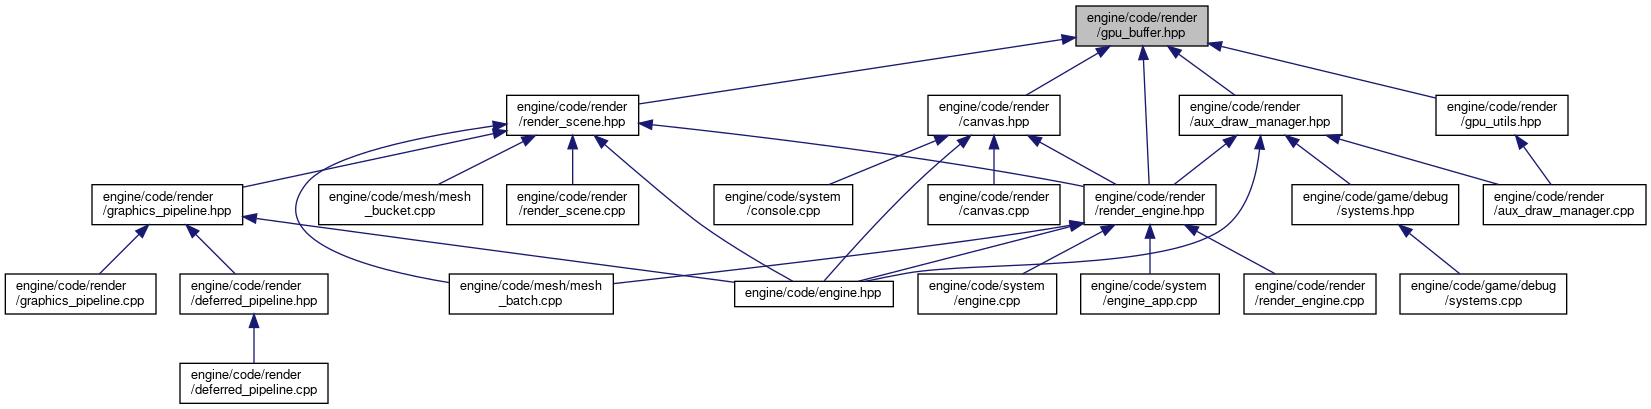 engine/code/render
/gpu_buffer.hpp
engine/code/render
/render_scene.hpp
engine/code/render
/canvas.hpp
engine/code/render
/aux_draw_manager.hpp
engine/code/render
/gpu_utils.hpp
engine/code/render
/graphics_pipeline.hpp
engine/code/mesh/mesh
_bucket.cpp
engine/code/render
/render_scene.cpp
engine/code/system
/console.cpp
engine/code/render
/canvas.cpp
engine/code/render
/render_engine.hpp
engine/code/game/debug
/systems.hpp
engine/code/render
/aux_draw_manager.cpp
engine/code/render
/graphics_pipeline.cpp
engine/code/render
/deferred_pipeline.hpp
engine/code/mesh/mesh
_batch.cpp
engine/code/engine.hpp
engine/code/system
/engine.cpp
engine/code/system
/engine_app.cpp
engine/code/render
/render_engine.cpp
engine/code/game/debug
/systems.cpp
engine/code/render
/deferred_pipeline.cpp